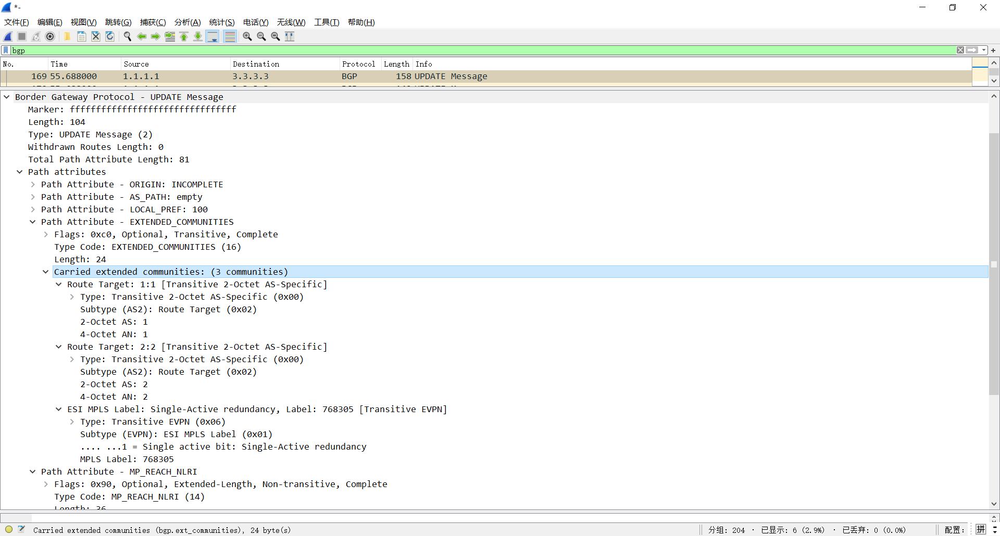 *-
文件(F) 编辑(E) 视图(V) 跳转(G) 捕获(C) 分析(A) 统计(S) 电话(Y) 无线(W) 工具(T) 帮助(H)
bgp
No. Time Source Destination Protocol Length Info
169 55.688000 1.1.1.1 3.3.3.3 BGP 158 UPDATE Message
Border Gateway Protocol - UPDATE Message
Marker: ffffffffffffffffffffffffffffffff
Length: 104
Type: UPDATE Message (2)
Withdrawn Routes Length: 0
Total Path Attribute Length: 81
Path attributes
Path Attribute - ORIGIN: INCOMPLETE
Path Attribute - AS_PATH: empty
Path Attribute - LOCAL_PREF: 100
Path Attribute - EXTENDED_COMMUNITIES
Flags: 0xc0, Optional, Transitive, Complete
Type Code: EXTENDED_COMMUNITIES (16)
Length: 24
Carried extended communities: (3 communities)
Route Target: 1:1 [Transitive 2-Octet AS-Specific]
Type: Transitive 2-Octet AS-Specific (0x00)
Subtype (AS2): Route Target (0x02)
2-Octet AS: 1
4-Octet AN: 1
Route Target: 2:2 [Transitive 2-Octet AS-Specific]
Type: Transitive 2-Octet AS-Specific (0x00)
Subtype (AS2): Route Target (0x02)
2-Octet AS: 2
4-Octet AN: 2
ESI MPLS Label: Single-Active redundancy, Label: 768305 [Transitive EVPN]
Type: Transitive EVPN (0x06)
Subtype (EVPN): ESI MPLS Label (0x01)
.... ...1 = Single active bit: Single-Active redundancy
MPLS Label: 768305
Path Attribute - MP_REACH_NLRI
Flags: 0x90, Optional, Extended-Length, Non-transitive, Complete
Type Code: MP_REACH_NLRI (14)
Length: 36
Carried extended communities (bgp.ext_communities), 24 byte(s) 分组: 204 · 已显示: 6 (2.9%) · 已丢弃: 0 (0.0%) 配置: 拼